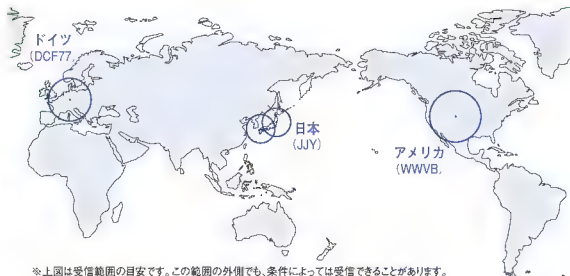 ドイツ
(DCF77
日本
(JJY)
アメリカ
(WWVB,
※上図は受信範囲の目安です。この範囲の外側でも、条件によっては受信できることがあります。